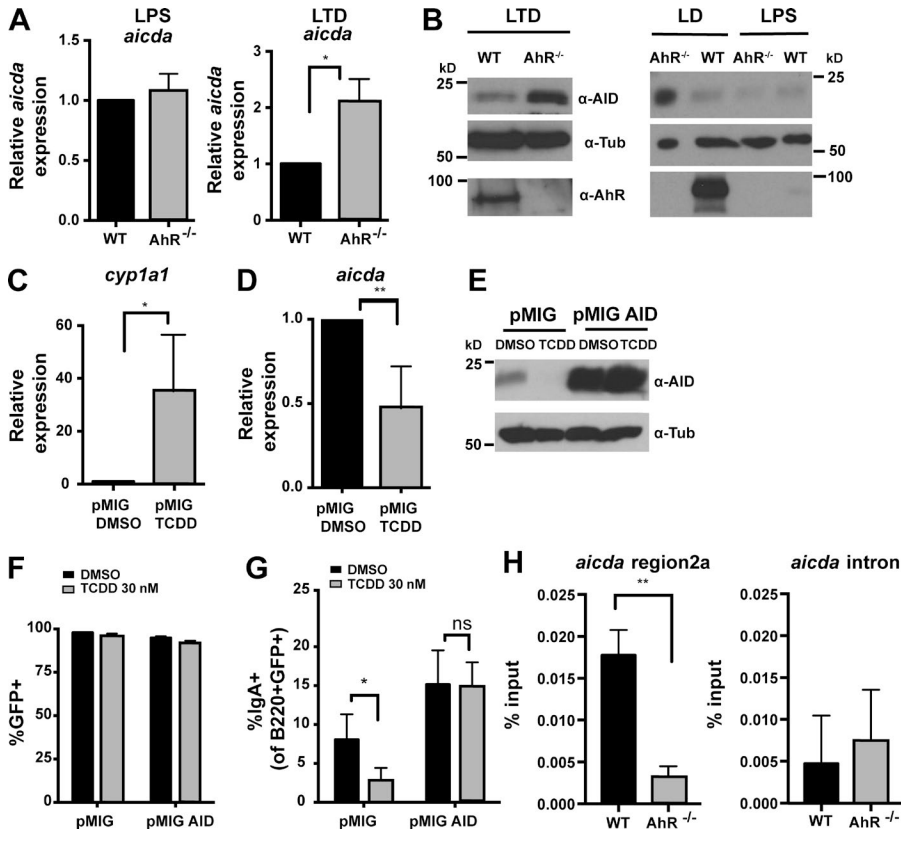 A
LPS
aicda
Relative aicda
expression
1.5
1.0
0.5
0.0
WT
AhR-/-
LTD
aicda
Relative aicda
expression
3
2
1
0
*
WT
AhR-/-
B
LTD
WT
AhR-/-
kD
25
50
100
α-AID
α-Tub
α-AhR
LD
LPS
AhR-/-
WT
AhR-/-
WT
kD
25
50
100
C
cyp1a1
Relative
expression
60
40
20
0
*
pMIG
DMSO
pMIG
TCDD
D
aicda
Relative
expression
1.0
0.5
0.0
**
pMIG
DMSO
pMIG
TCDD
E
pMIG
pMIG AID
kD
DMSO
TCDD
DMSO
TCDD
25
50
α-AID
α-Tub
F
DMSO
TCDD 30 nM
%GFP+
100
75
50
25
0
pMIG
pMIG AID
G
DMSO
TCDD 30 nM
%IgA+
(of B220+GFP+)
25
20
15
10
5
0
*
ns
pMIG
pMIG AID
H
aicda region2a
% input
0.025
0.020
0.015
0.010
0.005
0.000
**
WT
AhR -/-
aicda intron
% input
0.025
0.020
0.015
0.010
0.005
0.000
WT
AhR -/-